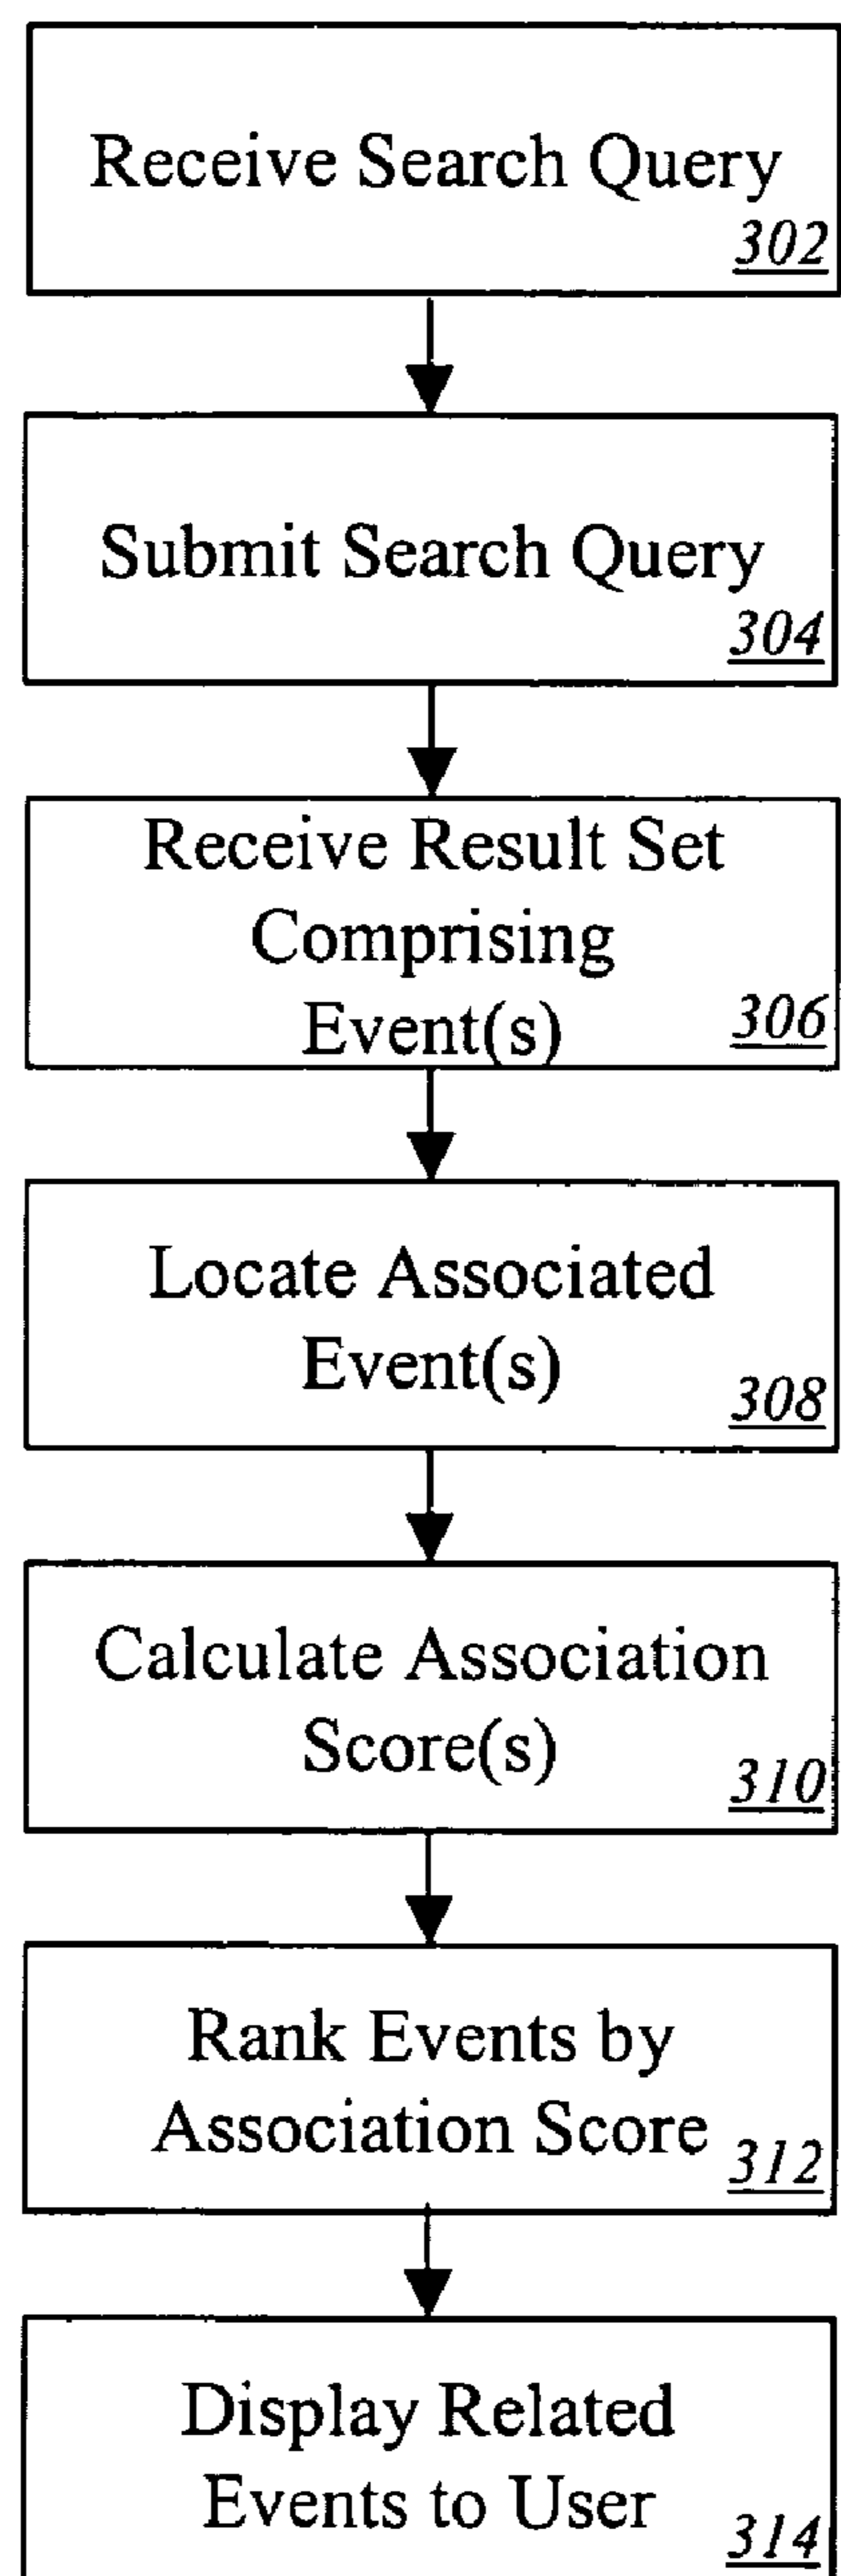 Receive Search Query
302
Submit Search Query
304
Receive Result Set
Comprising
Event(s)
306
Locate Associated
Event(s)
308
Calculate Association
Score(s)
310
Rank Events by
Association Score
312
Display Related
Events to User
314